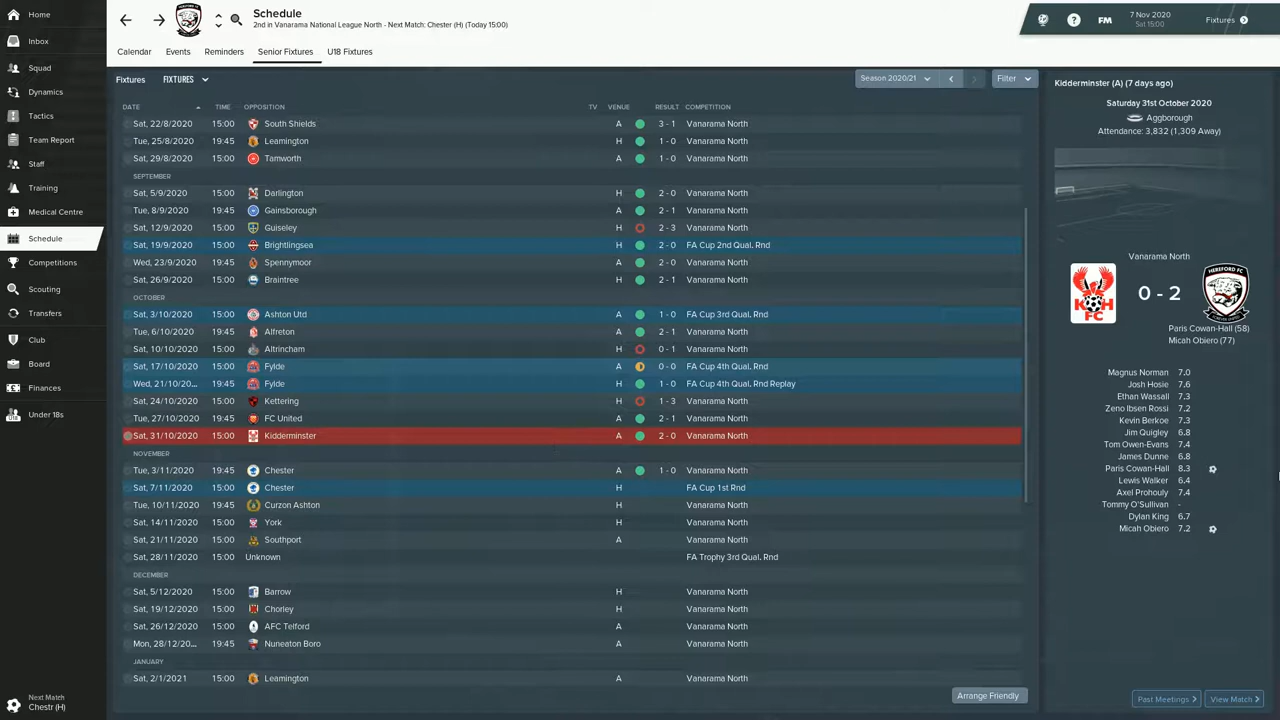 Home
Inbox
Squad
Dynamics
Tactics
Team Report
Staff
Training
Medical Centre
Schedule
Competitions
Scouting
Transfers
Club
Board
Finances
Under 18s
Next Match
Chestr (H)
Schedule
2nd in Vanarama National League North - Next Match: Chester (H) (Today 15:00)
? FM 7 Nov 2020
Sat 15:00
Fixtures
Calendar Events Reminders Senior Fixtures U18 Fixtures
Fixtures FIXTURES Season 2020/21 Filter
DATE TIME OPPOSITION TV VENUE RESULT COMPETITION
Sat, 22/8/2020 15:00 South Shields A 3 - 1 Vanarama North
Tue, 25/8/2020 19:45 Leamington H 1 - 0 Vanarama North
Sat, 29/8/2020 15:00 Tamworth A 1 - 0 Vanarama North
SEPTEMBER
Sat, 5/9/2020 15:00 Darlington H 2 - 0 Vanarama North
Tue, 8/9/2020 19:45 Gainsborough A 2 - 1 Vanarama North
Sat, 12/9/2020 15:00 Guiseley H 2 - 3 Vanarama North
Sat, 19/9/2020 15:00 Brightlingsea H 2 - 0 FA Cup 2nd Qual. Rnd
Wed, 23/9/2020 19:45 Spennymoor A 2 - 0 Vanarama North
Sat, 26/9/2020 15:00 Braintree H 2 - 1 Vanarama North
OCTOBER
Sat, 3/10/2020 15:00 Ashton Utd A 1 - 0 FA Cup 3rd Qual. Rnd
Tue, 6/10/2020 19:45 Alfreton A 2 - 1 Vanarama North
Sat, 10/10/2020 15:00 Altrincham H 0 - 1 Vanarama North
Sat, 17/10/2020 15:00 Fylde A 0 - 0 FA Cup 4th Qual. Rnd
Wed, 21/10/20... 19:45 Fylde H 1 - 0 FA Cup 4th Qual. Rnd Replay
Sat, 24/10/2020 15:00 Kettering H 1 - 3 Vanarama North
Tue, 27/10/2020 19:45 FC United A 2 - 1 Vanarama North
Sat, 31/10/2020 15:00 Kidderminster A 2 - 0 Vanarama North
NOVEMBER
Tue, 3/11/2020 19:45 Chester A 1 - 0 Vanarama North
Sat, 7/11/2020 15:00 Chester H FA Cup 1st Rnd
Tue, 10/11/2020 19:45 Curzon Ashton H Vanarama North
Sat, 14/11/2020 15:00 York H Vanarama North
Sat, 21/11/2020 15:00 Southport A Vanarama North
Sat, 28/11/2020 15:00 Unknown FA Trophy 3rd Qual. Rnd
DECEMBER
Sat, 5/12/2020 15:00 Barrow H Vanarama North
Sat, 19/12/2020 15:00 Chorley H Vanarama North
Sat, 26/12/2020 15:00 AFC Telford A Vanarama North
Mon, 28/12/20... 19:45 Nuneaton Boro A Vanarama North
JANUARY
Sat, 2/1/2021 15:00 Leamington A Vanarama North
Arrange Friendly
Kidderminster (A) (7 days ago)
Saturday 31st October 2020
Aggborough
Attendance: 3,832 (1,309 Away)
Vanarama North
KH FC 0 - 2 HEREFORD FC
Paris Cowan-Hall (58)
Micah Obiero (77)
Magnus Norman 7.0
Josh Hosie 7.6
Ethan Wassall 7.3
Zeno Ibsen Rossi 7.2
Kevin Berkoe 7.3
Jim Quigley 6.8
Tom Owen-Evans 7.4
James Dunne 6.8
Paris Cowan-Hall 8.3
Lewis Walker 6.4
Axel Prohouly 7.4
Tommy O'Sullivan -
Dylan King 6.7
Micah Obiero 7.2
Past Meetings View Match